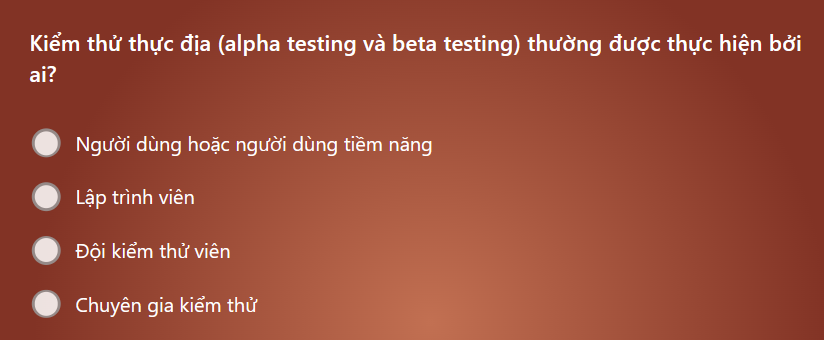 Kiểm thử thực địa (alpha testing và beta testing) thường được thực hiện bởi
ai?
Người dùng hoặc người dùng tiềm năng
Lập trình viên
Đội kiểm thử viên
Chuyên gia kiểm thử